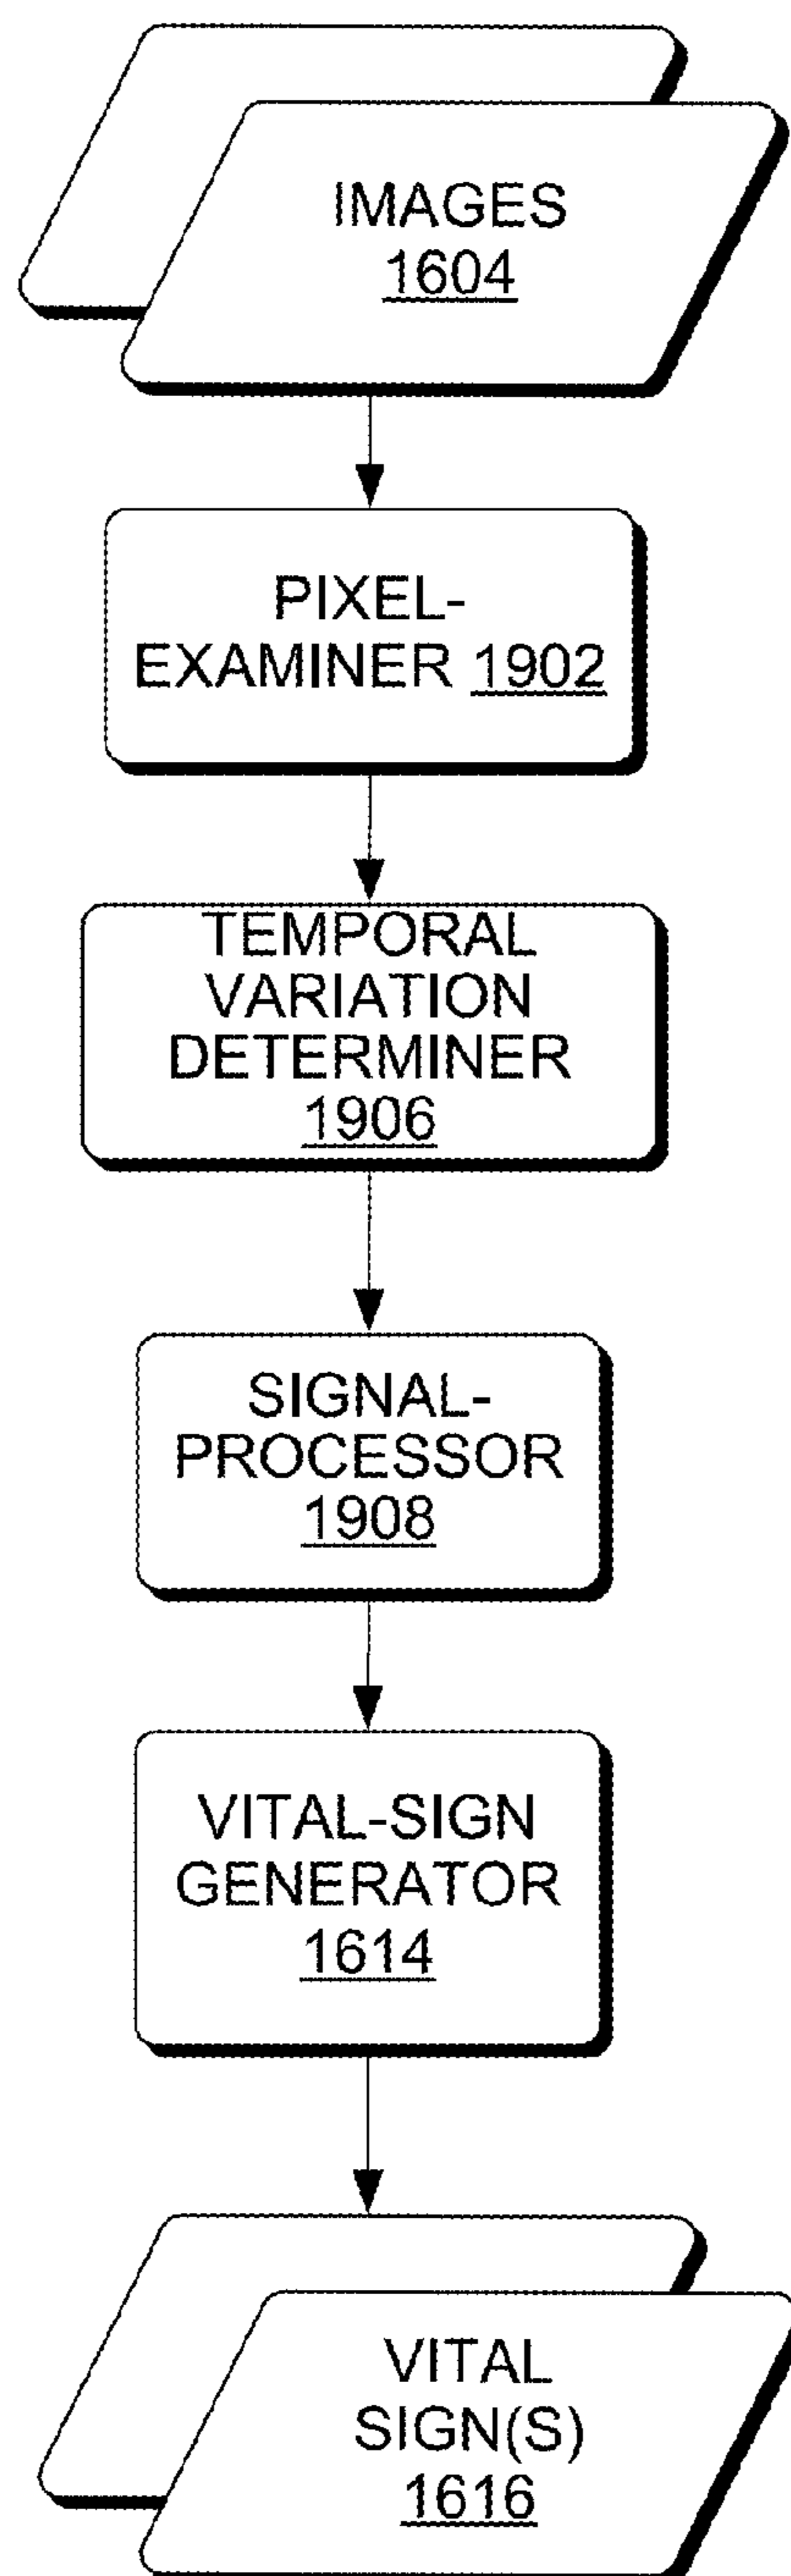 IMAGES
1604
PIXEL-
EXAMINER 1902
TEMPORAL
VARIATION
DETERMINER
1906
SIGNAL-
PROCESSOR
1908
VITAL-SIGN
GENERATOR
1614
VITAL
SIGN(S)
1616